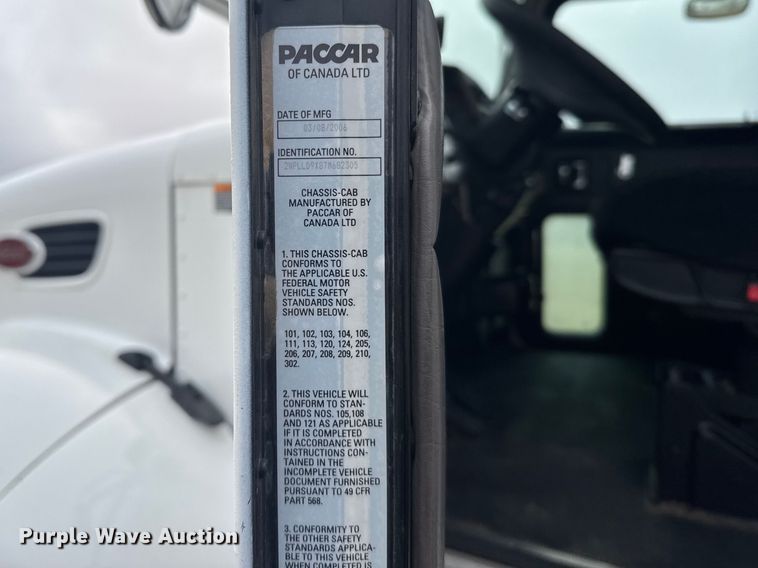 PACCAR
OF CANADA LTD
DATE OF MFG
03/08/2006
IDENTIFICATION NO.
2NPLLD9X87M682305
CHASSIS-CAB
MANUFACTURED BY
PACCAR OF
CANADA LTD
1. THIS CHASSIS-CAB
CONFORMS TO
THE APPLICABLE U.S.
FEDERAL MOTOR
VEHICLE SAFETY
STANDARDS NOS.
SHOWN BELOW.
101, 102, 103, 104, 106,
111, 113, 120, 124, 205,
206, 207, 208, 209, 210,
302.
2. THIS VEHICLE WILL
CONFORM TO STAN-
DARDS NOS. 105,108
AND 121 AS APPLICABLE
IF IT IS COMPLETED
IN ACCORDANCE WITH
INSTRUCTIONS CON-
TAINED IN THE
INCOMPLETE VEHICLE
DOCUMENT FURNISHED
PURSUANT TO 49 CFR
PART 568.
3. CONFORMITY TO
THE OTHER SAFETY
STANDARDS APPLICA-
BLE TO THIS VEHICLE
WHEN COMPLETED IS
Purple Wave Auction